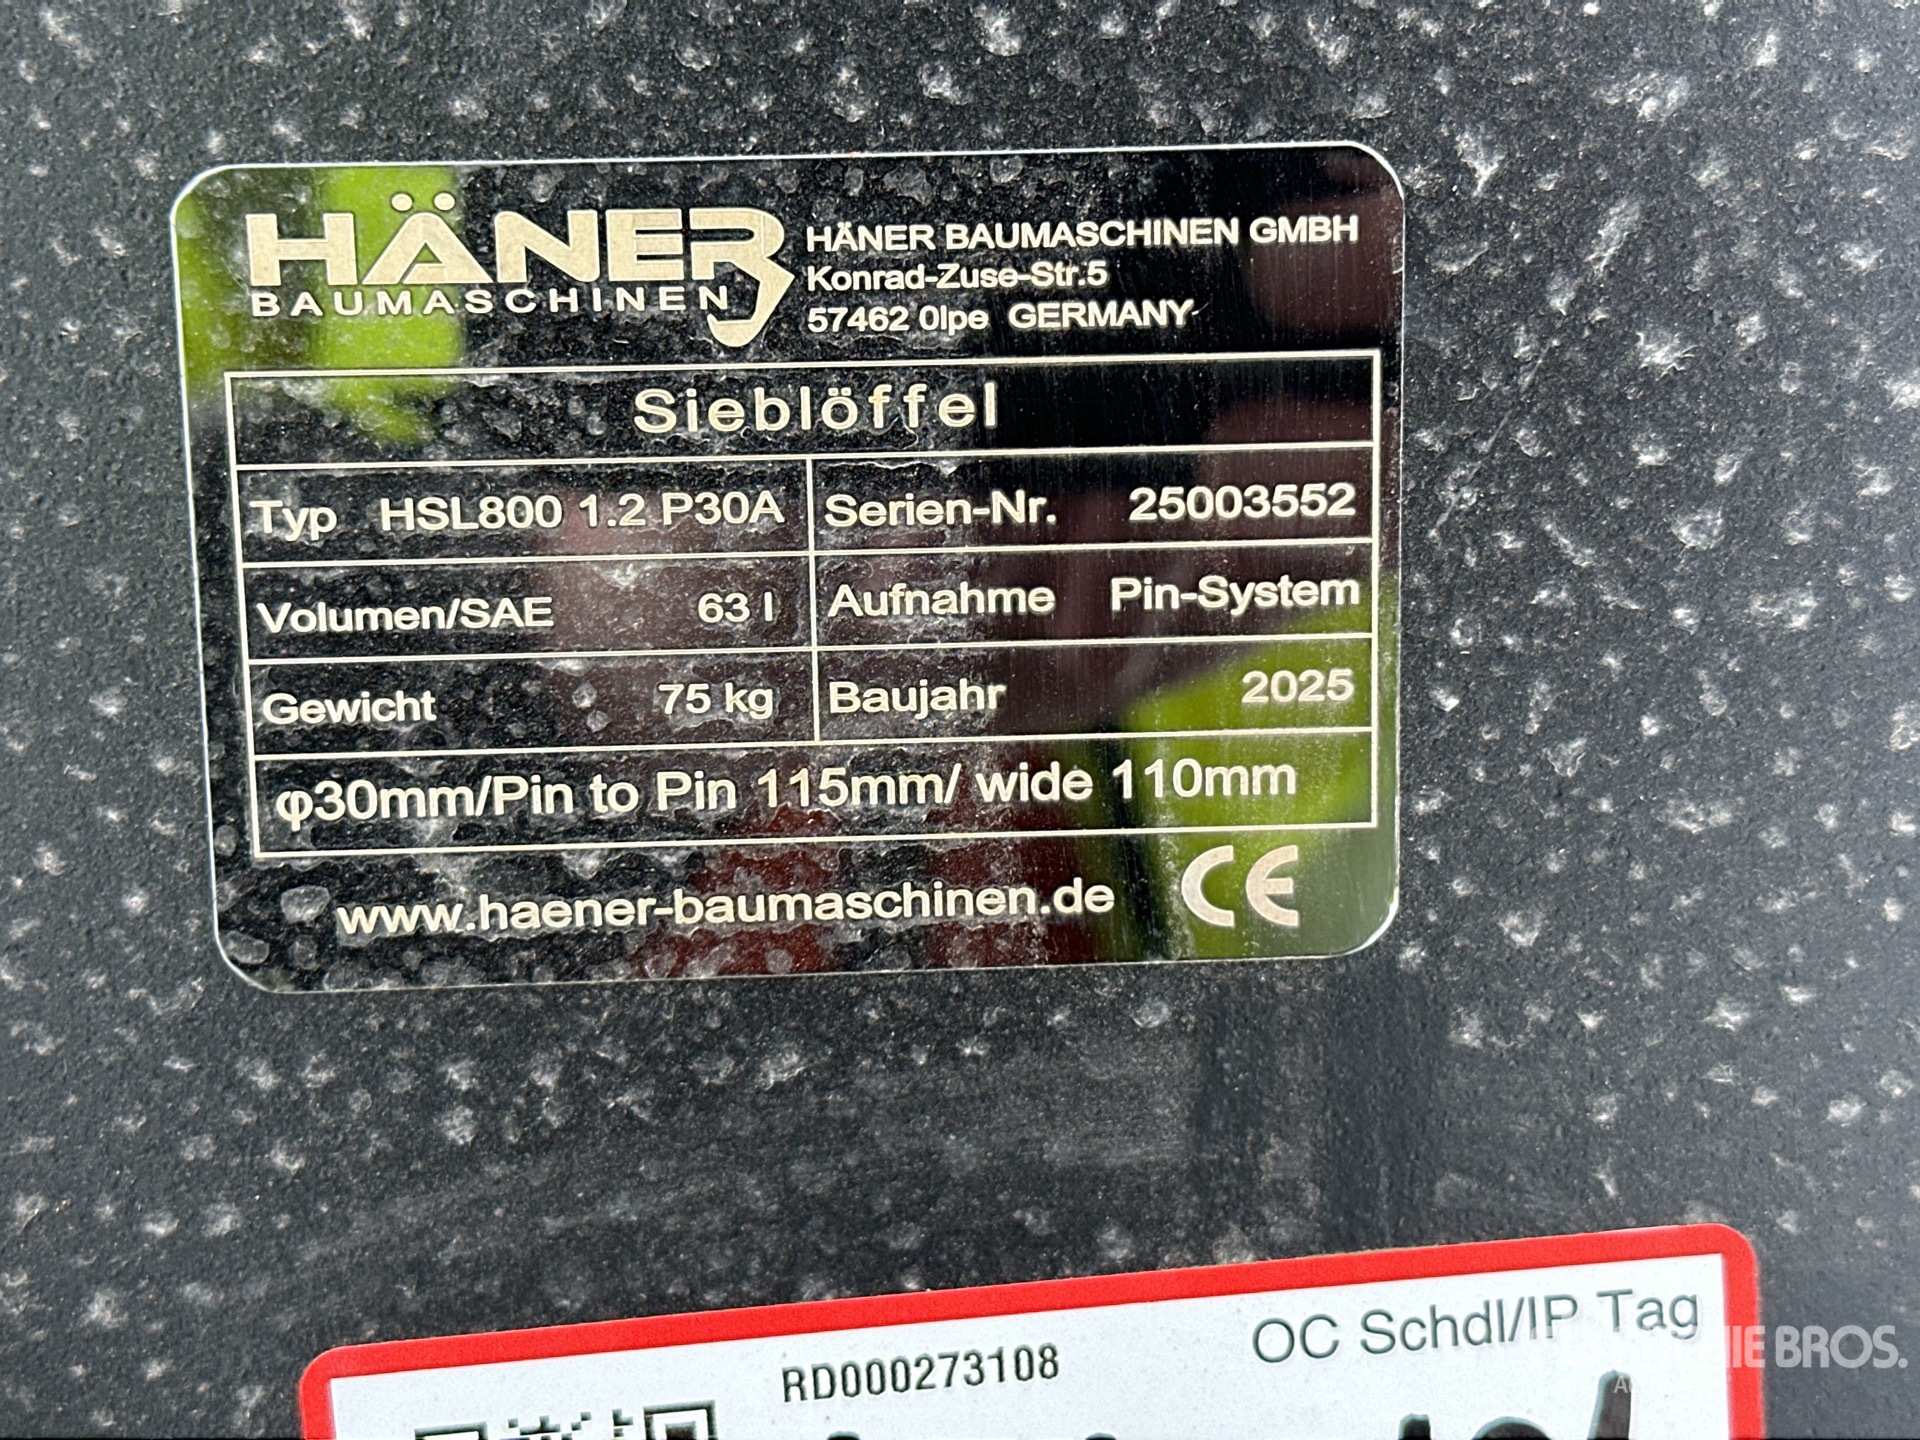 HÄNER
BAUMASCHINEN
HÄNER BAUMASCHINEN GMBH
Konrad-Zuse-Str.5
57462 Olpe GERMANY
Sieblöffel
Typ HSL800 1.2 P30A
Serien-Nr. 25003552
Volumen/SAE 63 l
Aufnahme Pin-System
Gewicht 75 kg
Baujahr 2025
φ30mm/Pin to Pin 115mm/ wide 110mm
www.haener-baumaschinen.de CE
OC Schdl/IP Tag
RD000273108
BROS.